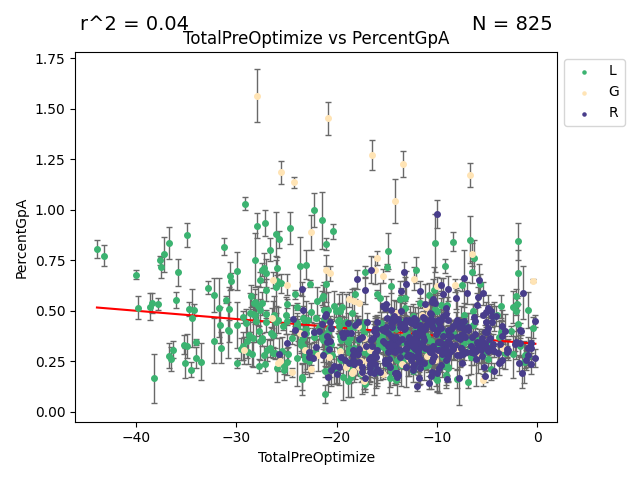 r^2 = 0.04
N = 825
TotalPreOptimize vs PercentGpA
1.75
1.50
1.25
1.00
0.75
0.50
0.25
0.00
PercentGpA
−40
−30
−20
−10
0
TotalPreOptimize
L
G
R